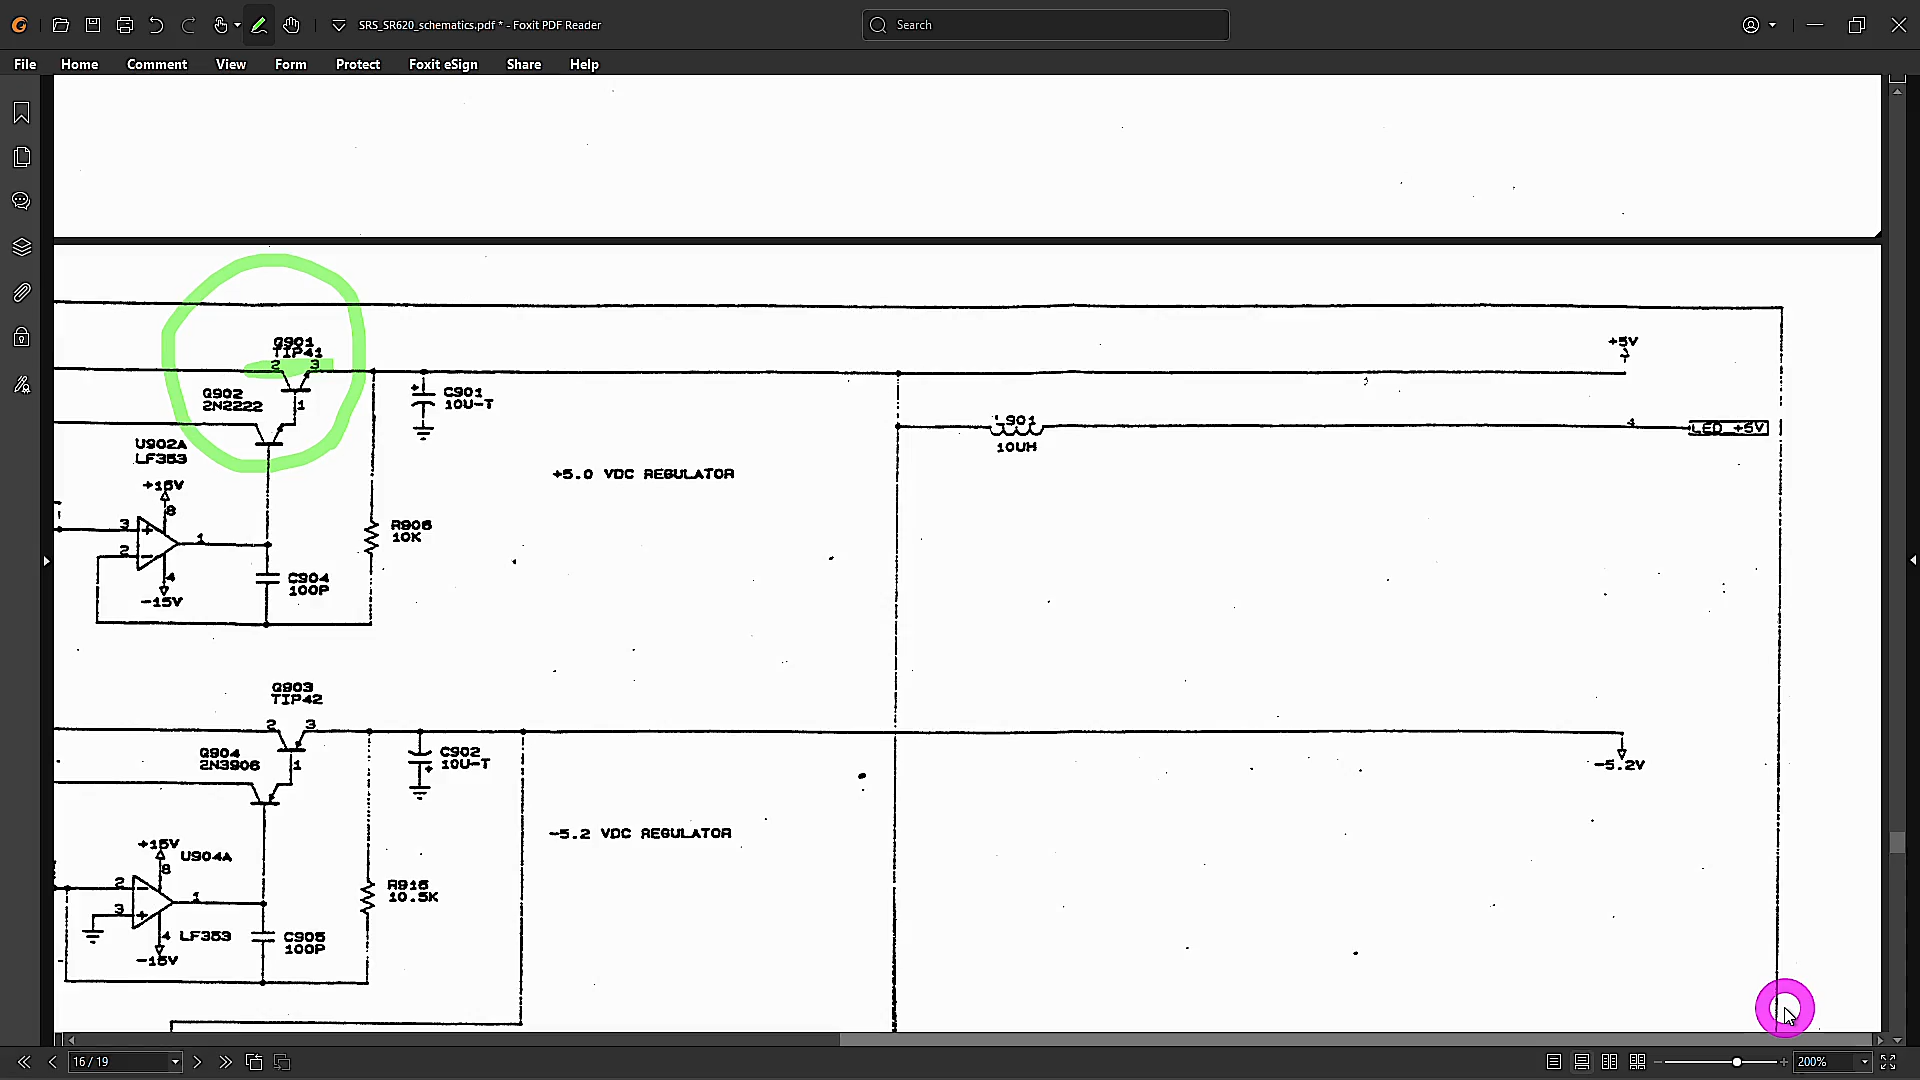 SRS_SR620_schematics.pdf * - Foxit PDF Reader
Search
File Home Comment View Form Protect Foxit eSign Share Help
Q901
TIP41
2 3
+5V
Q902
2N2222
1
C901
10U-T
L901
10UH
4
LED_+5V
U902A
LF353
+15V
8
+5.0 VDC REGULATOR
3
2
1
R906
10K
4
-15V
C904
100P
Q903
TIP42
2 3
Q904
2N3906
1
C902
10U-T
-5.2V
+15V
8
U904A
-5.2 VDC REGULATOR
2
3
1
R915
10.5K
4 LF353
-15V
C905
100P
16 / 19
200%